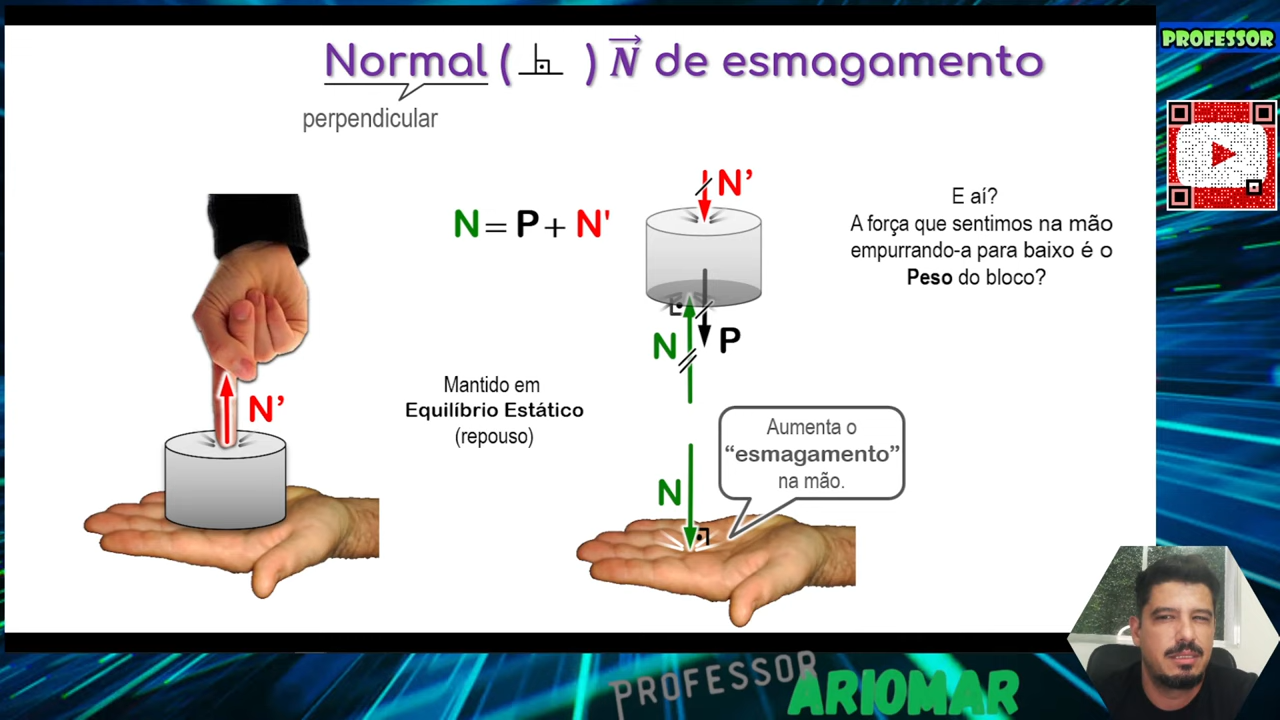 Normal ( ) N de esmagamento
perpendicular
PROFESSOR
N = P + N'
N’
E aí?
A força que sentimos na mão
empurrando-a para baixo é o
Peso do bloco?
N
P
N’
Mantido em
Equilíbrio Estático
(repouso)
Aumenta o
“esmagamento”
na mão.
N
PROFESSOR
ARIOMAR